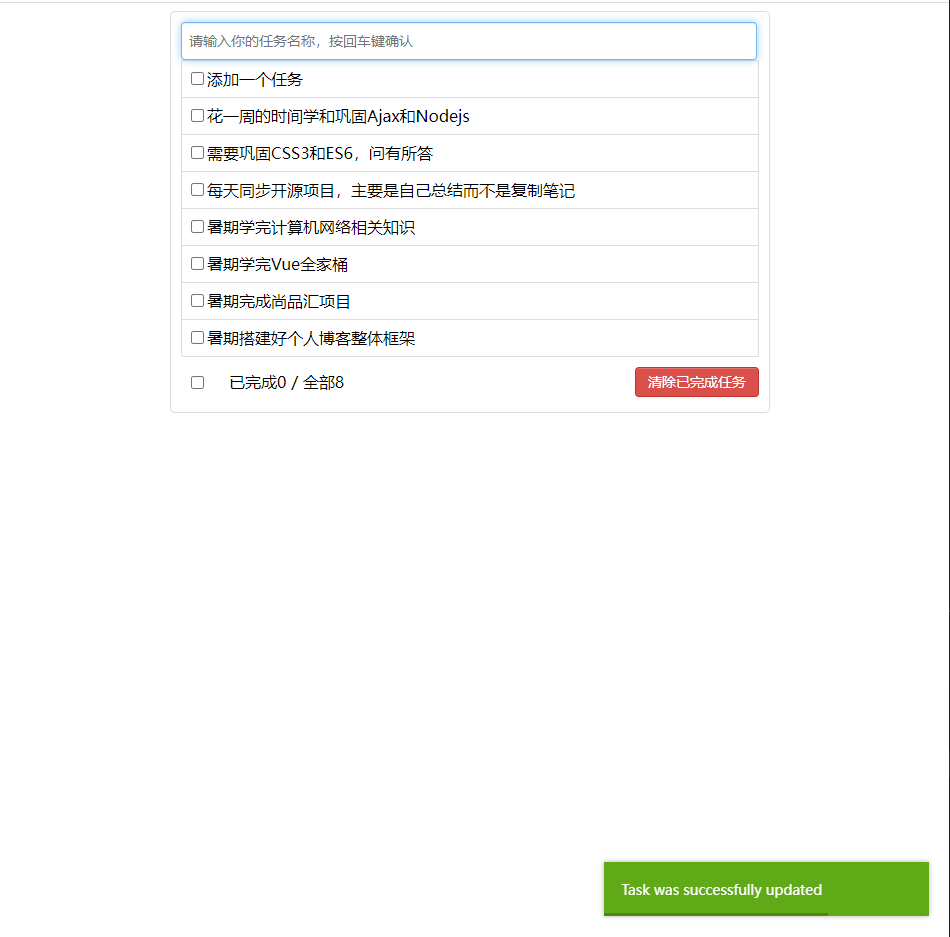 请输入你的任务名称，按回车键确认
添加一个任务
花一周的时间学和巩固Ajax和Nodejs
需要巩固CSS3和ES6，问有所答
每天同步开源项目，主要是自己总结而不是复制笔记
暑期学完计算机网络相关知识
暑期学完Vue全家桶
暑期完成尚品汇项目
暑期搭建好个人博客整体框架
已完成0 / 全部8
清除已完成任务
Task was successfully updated